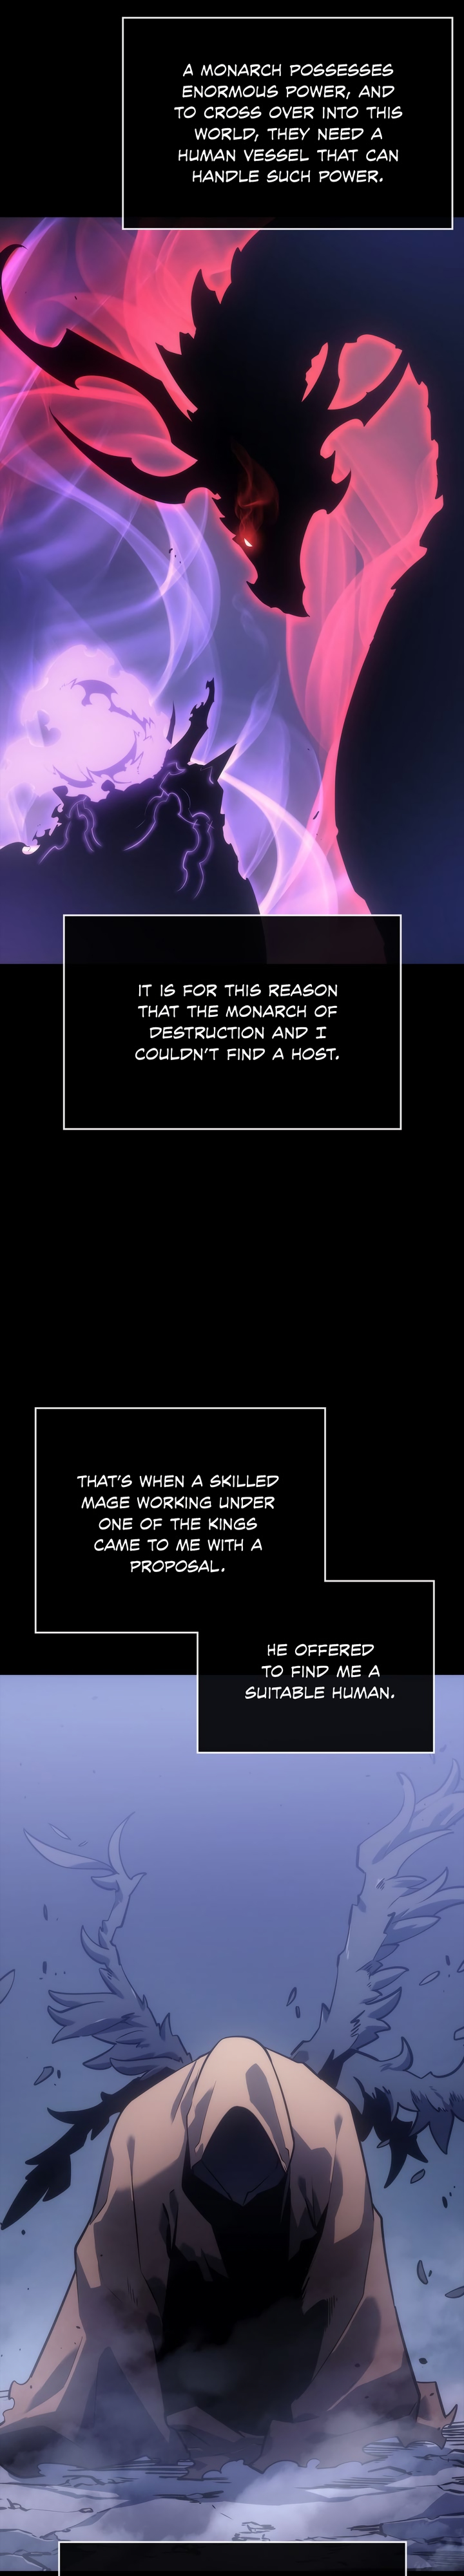 A MONARCH POSSESSES
ENORMOUS POWER, AND
TO CROSS OVER INTO THIS
WORLD, THEY NEED A
HUMAN VESSEL THAT CAN
HANDLE SUCH POWER.
IT IS FOR THIS REASON
THAT THE MONARCH OF
DESTRUCTION AND I
COULDN'T FIND A HOST.
THAT'S WHEN A SKILLED
MAGE WORKING UNDER
ONE OF THE KINGS
CAME TO ME WITH A
PROPOSAL.
HE OFFERED
TO FIND ME A
SUITABLE HUMAN.